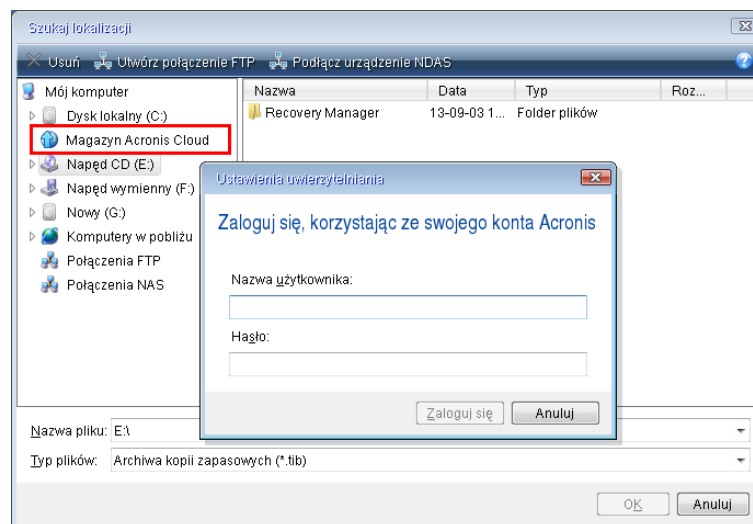 Szukaj lokalizacji
Usuń Utwórz połączenie FTP Podłącz urządzenie NDAS
Mój komputer
Dysk lokalny (C:)
Magazyn Acronis Cloud
Napęd CD (E:)
Napęd wymienny (F:)
Nowy (G:)
Komputery w pobliżu
Połączenia FTP
Połączenia NAS
Nazwa Data Typ Roz...
Recovery Manager 13-09-03 1... Folder plików
Ustawienia uwierzytelniania
Zaloguj się, korzystając ze swojego konta Acronis
Nazwa użytkownika:
Hasło:
Zaloguj się Anuluj
Nazwa pliku: E:\
Typ plików: Archiwa kopii zapasowych (*.tib)
OK Anuluj